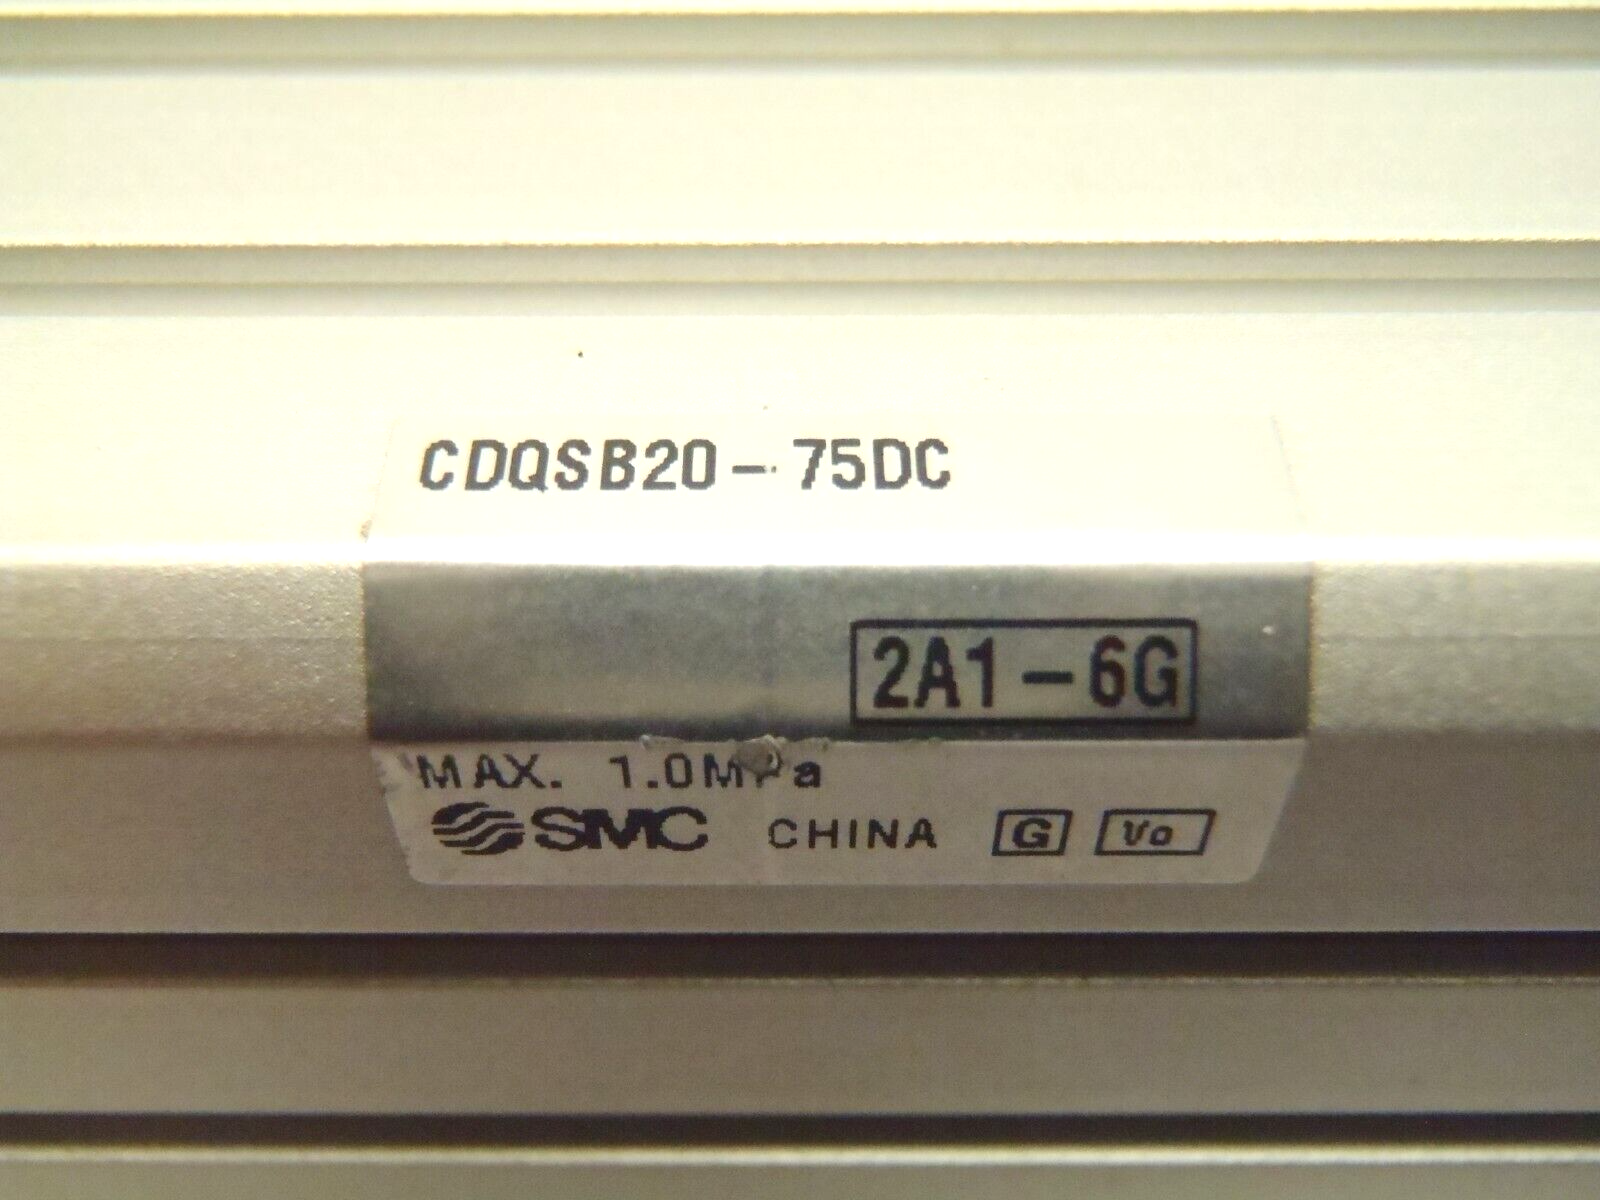 CDQSB20-75DC
2A1-6G
MAX. 1.0MPa
SMC CHINA G Vo